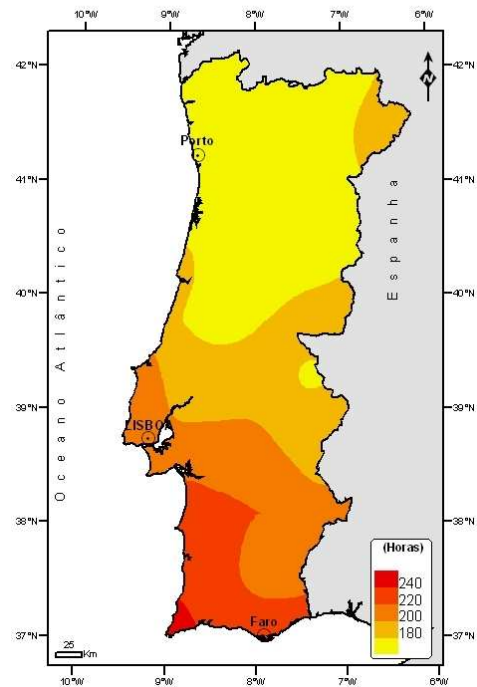 10°W 9°W 8°W 7°W 6°W
42°N 42°N
N
Porto
41°N 41°N
Espanha
Oceano Atlântico
40°N 40°N
39°N 39°N
LISBOA
38°N 38°N
(Horas)
240
220
200
180
Faro
37°N 37°N
25
Km
10°W 9°W 8°W 7°W 6°W